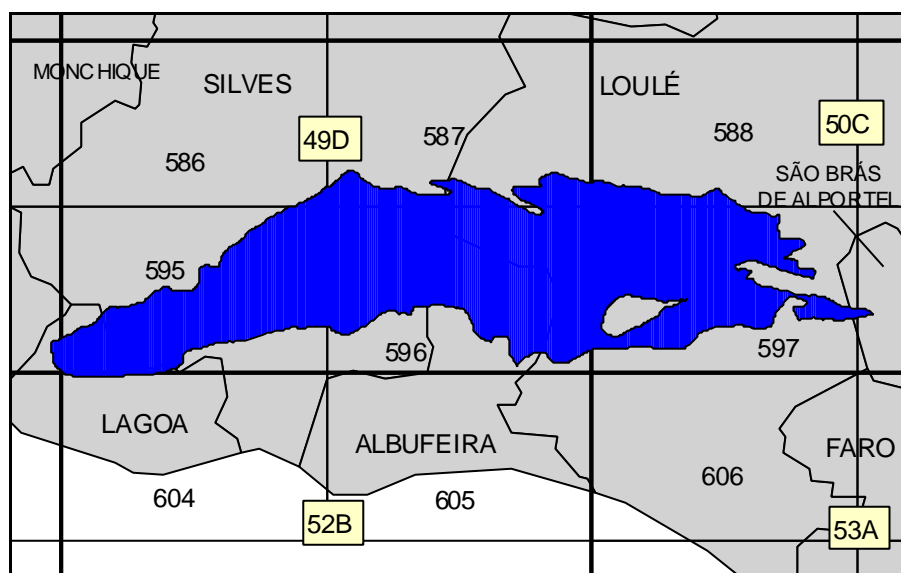 MONCHIQUE
SILVES
LOULÉ
49D
587
588
50C
586
SÃO BRÁS
DE ALPORTEL
595
596
597
LAGOA
ALBUFEIRA
FARO
604
605
606
52B
53A